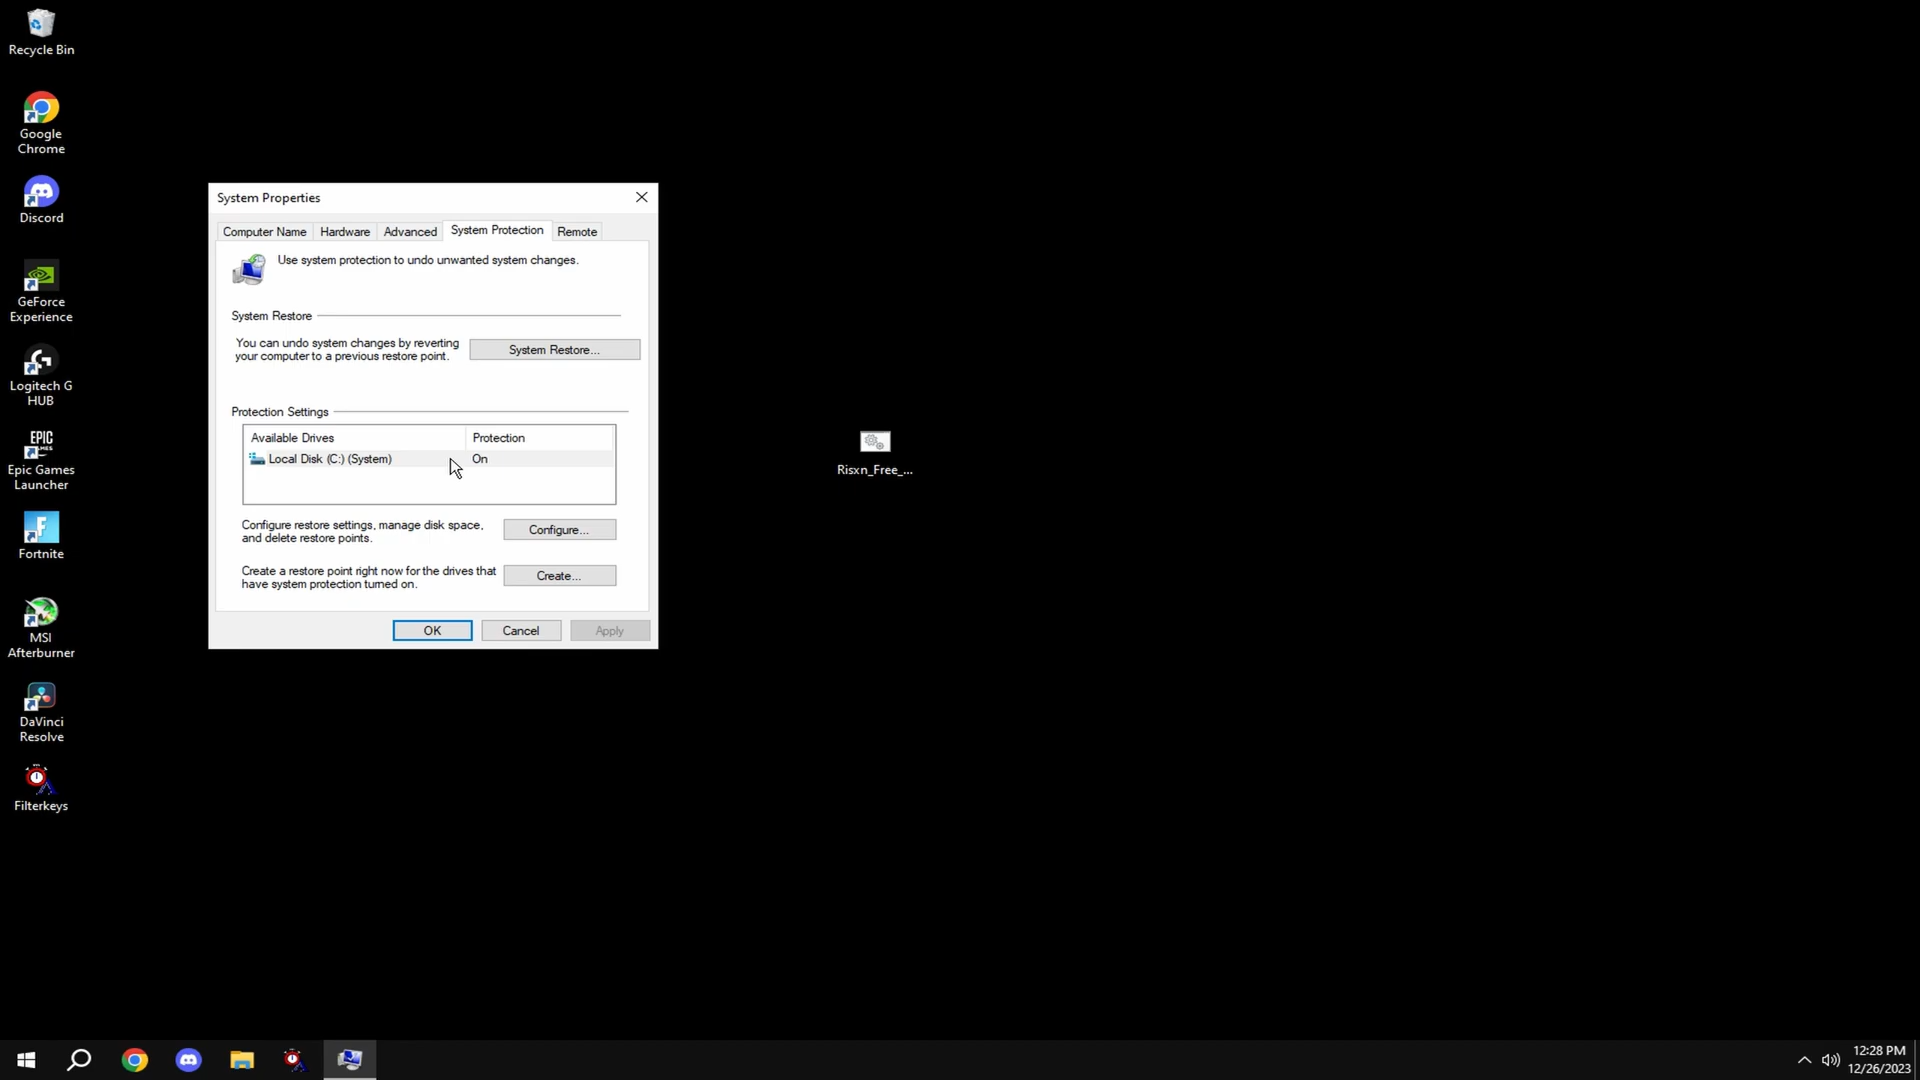 Recycle Bin
Google
Chrome
Discord
GeForce
Experience
Logitech G
HUB
EPIC
GAMES
Epic Games
Launcher
F
Fortnite
MSI
Afterburner
DaVinci
Resolve
Filterkeys
System Properties
Computer Name
Hardware
Advanced
System Protection
Remote
Use system protection to undo unwanted system changes.
System Restore
You can undo system changes by reverting
your computer to a previous restore point.
System Restore...
Protection Settings
Available Drives
Protection
Local Disk (C:) (System)
On
Configure restore settings, manage disk space,
and delete restore points.
Configure...
Create a restore point right now for the drives that
have system protection turned on.
Create...
OK
Cancel
Apply
Risxn_Free_...
12:28 PM
12/26/2023